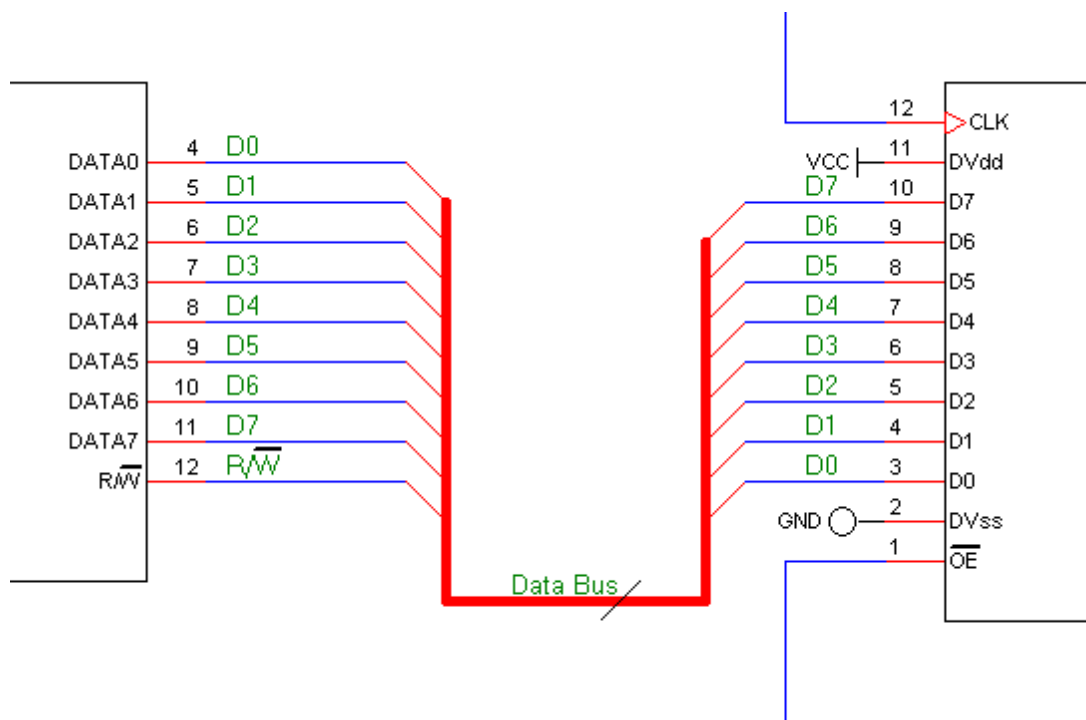 DATA0 4 D0
DATA1 5 D1
DATA2 6 D2
DATA3 7 D3
DATA4 8 D4
DATA5 9 D5
DATA6 10 D6
DATA7 11 D7
R/W̅ 12 R/W̅
Data Bus
12 CLK
VCC 11 DVdd
D7 10 D7
D6 9 D6
D5 8 D5
D4 7 D4
D3 6 D3
D2 5 D2
D1 4 D1
D0 3 D0
GND 2 DVss
1 O̅E̅